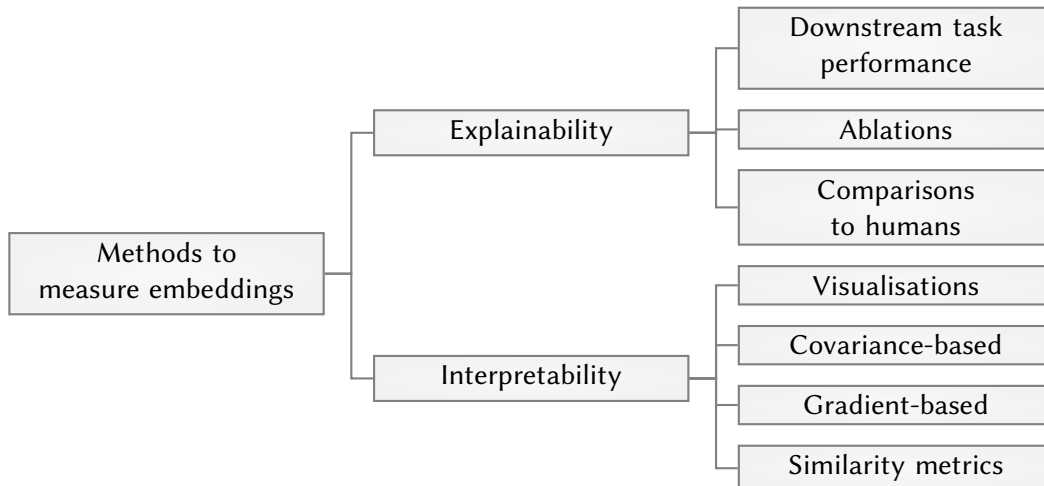 Methods to
measure embeddings
Explainability
Downstream task
performance
Ablations
Comparisons
to humans
Interpretability
Visualisations
Covariance-based
Gradient-based
Similarity metrics